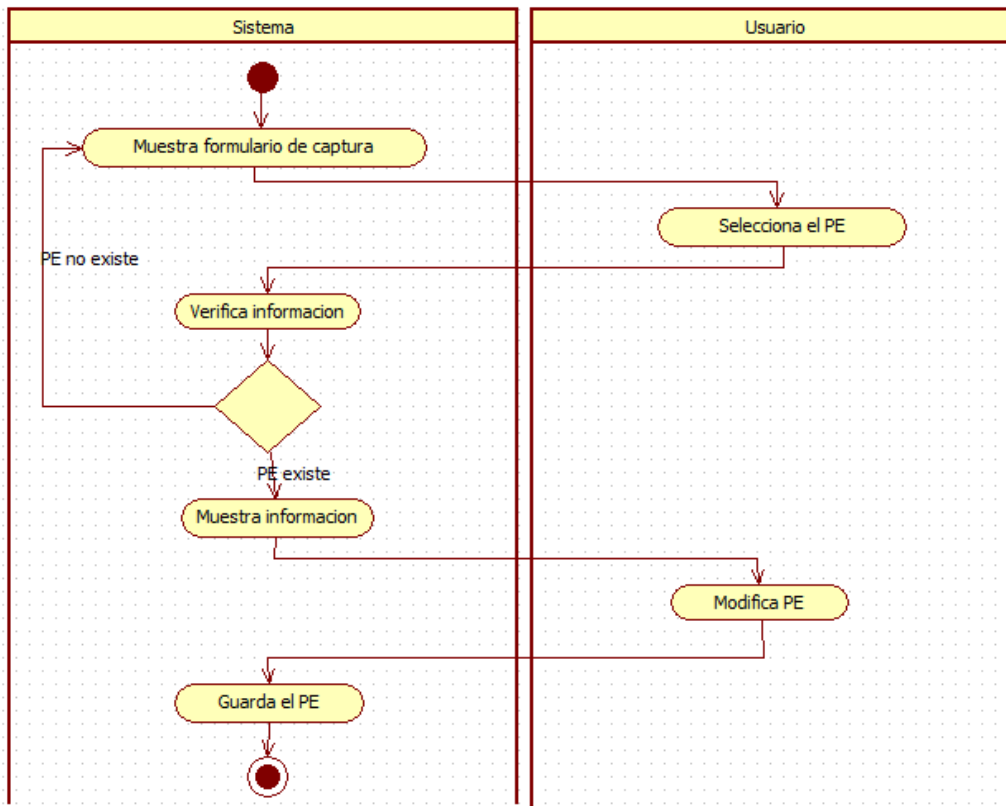 Sistema
Usuario
Muestra formulario de captura
Selecciona el PE
PE no existe
Verifica informacion
PE existe
Muestra informacion
Modifica PE
Guarda el PE